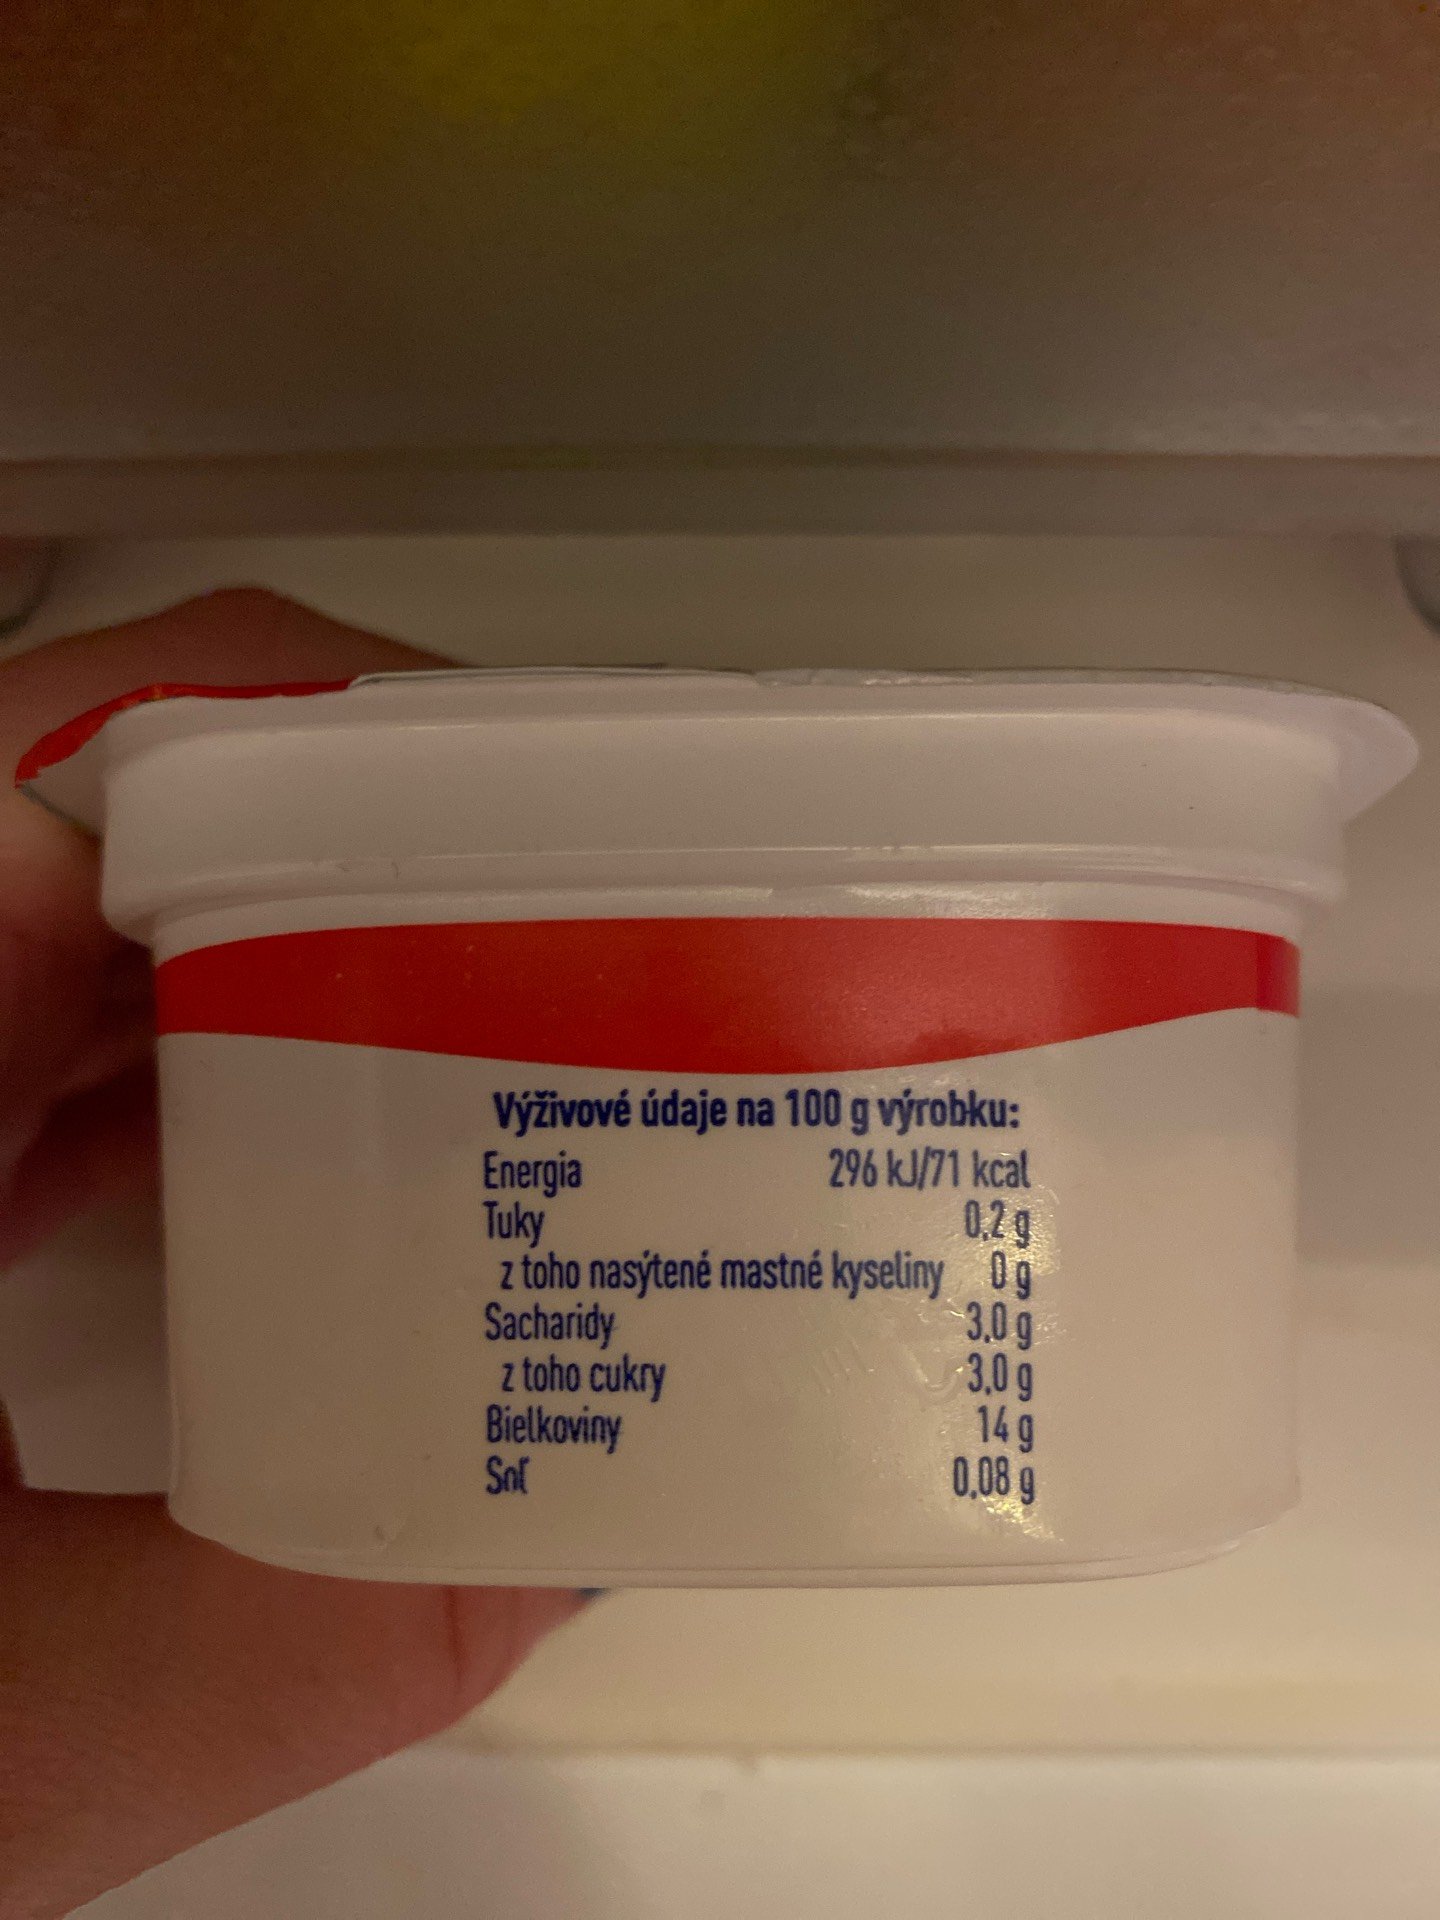 Výživové údaje na 100 g výrobku:
Energia 296 kJ/71 kcal
Tuky 0,2 g
z toho nasýtené mastné kyseliny 0 g
Sacharidy 3,0 g
z toho cukry 3,0 g
Bielkoviny 14 g
Soľ 0,08 g